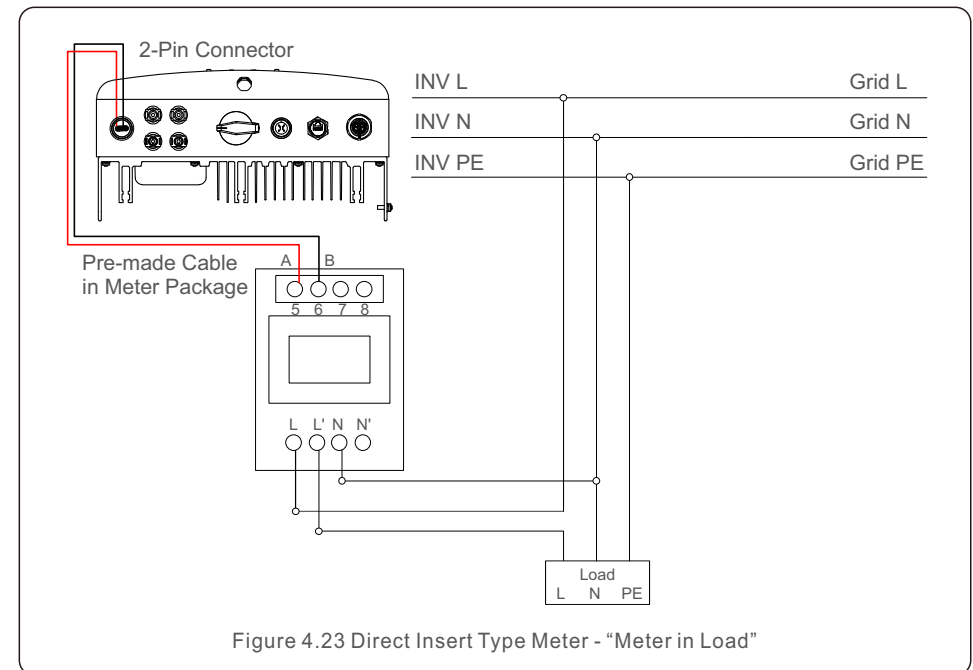 2-Pin Connector
INV L Grid L
INV N Grid N
INV PE Grid PE
Pre-made Cable
in Meter Package
A B
5 6 7 8
L L' N N'
Load
L N PE
Figure 4.23 Direct Insert Type Meter - “Meter in Load”